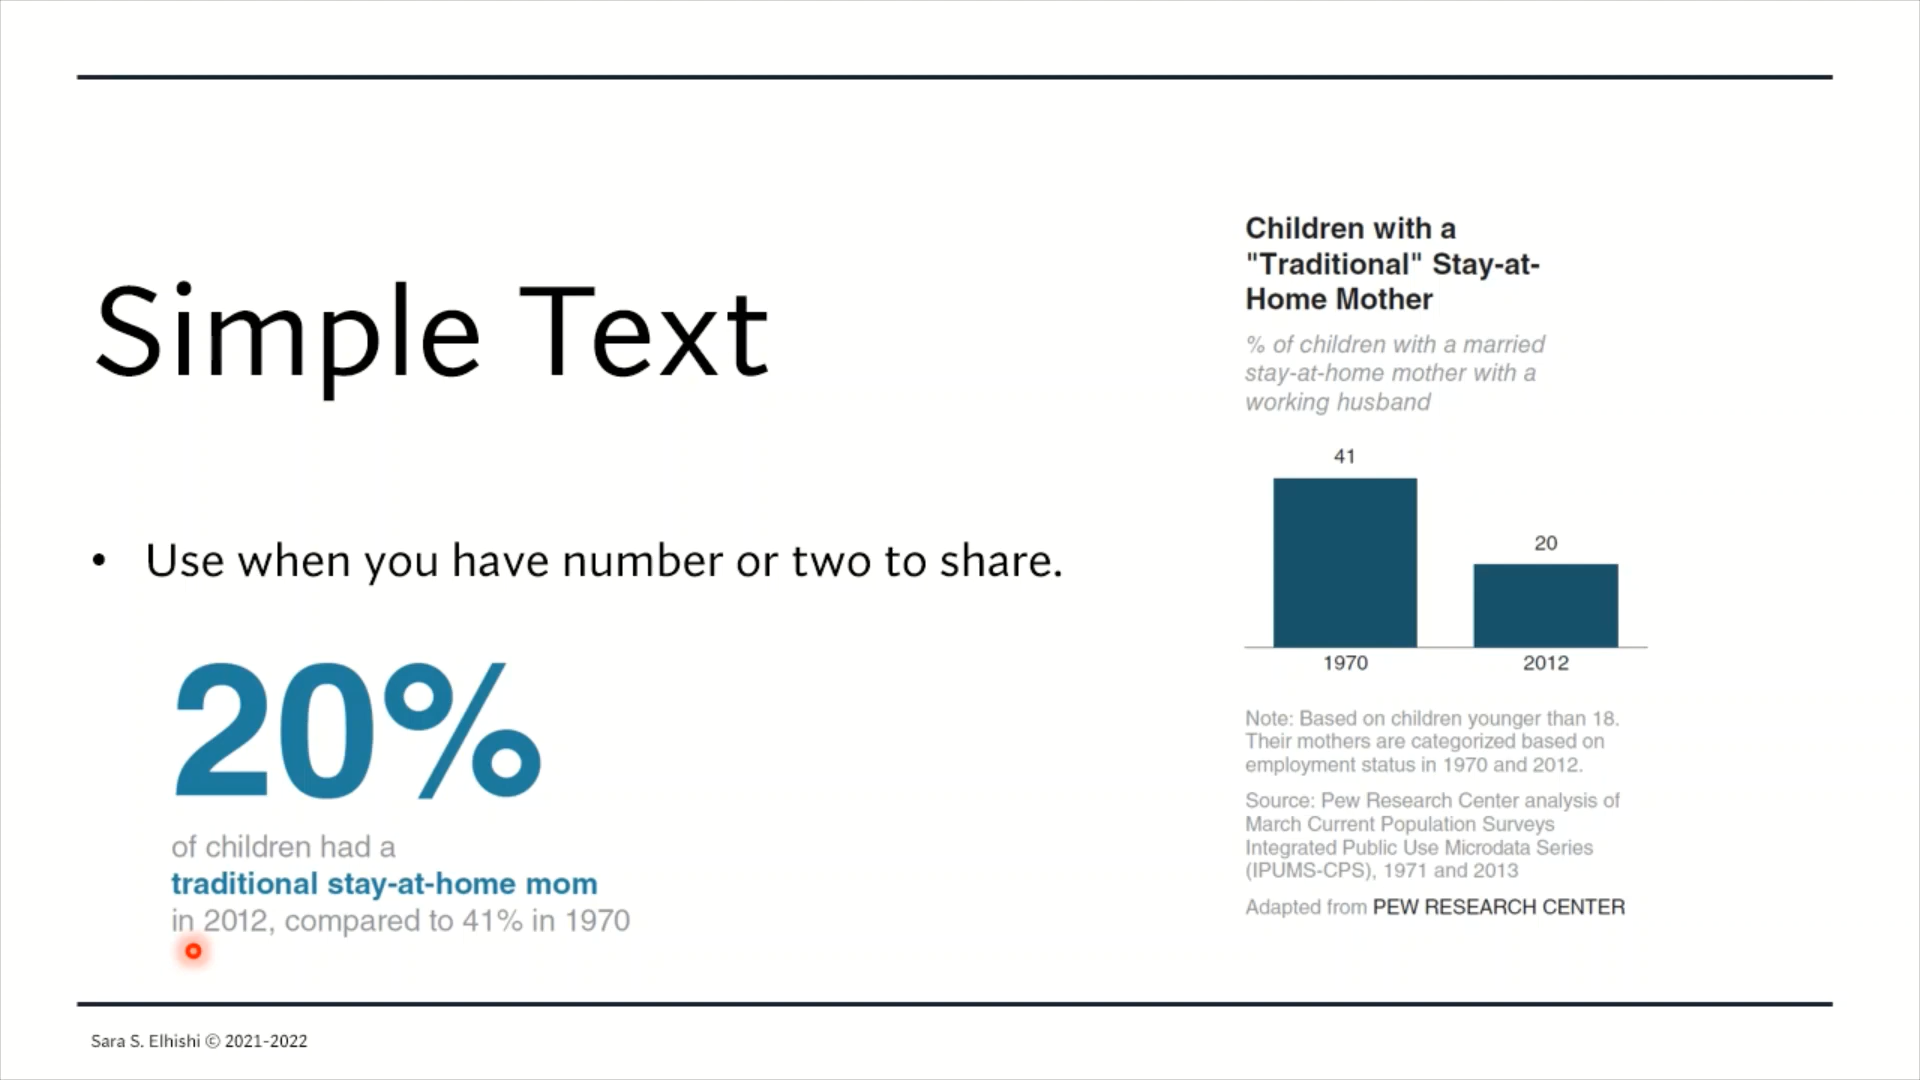 Simple Text
• Use when you have number or two to share.
20%
of children had a
traditional stay-at-home mom
in 2012, compared to 41% in 1970
Children with a
"Traditional" Stay-at-
Home Mother
% of children with a married
stay-at-home mother with a
working husband
41
20
1970 2012
Note: Based on children younger than 18.
Their mothers are categorized based on
employment status in 1970 and 2012.
Source: Pew Research Center analysis of
March Current Population Surveys
Integrated Public Use Microdata Series
(IPUMS-CPS), 1971 and 2013
Adapted from PEW RESEARCH CENTER
Sara S. Elhishi © 2021-2022